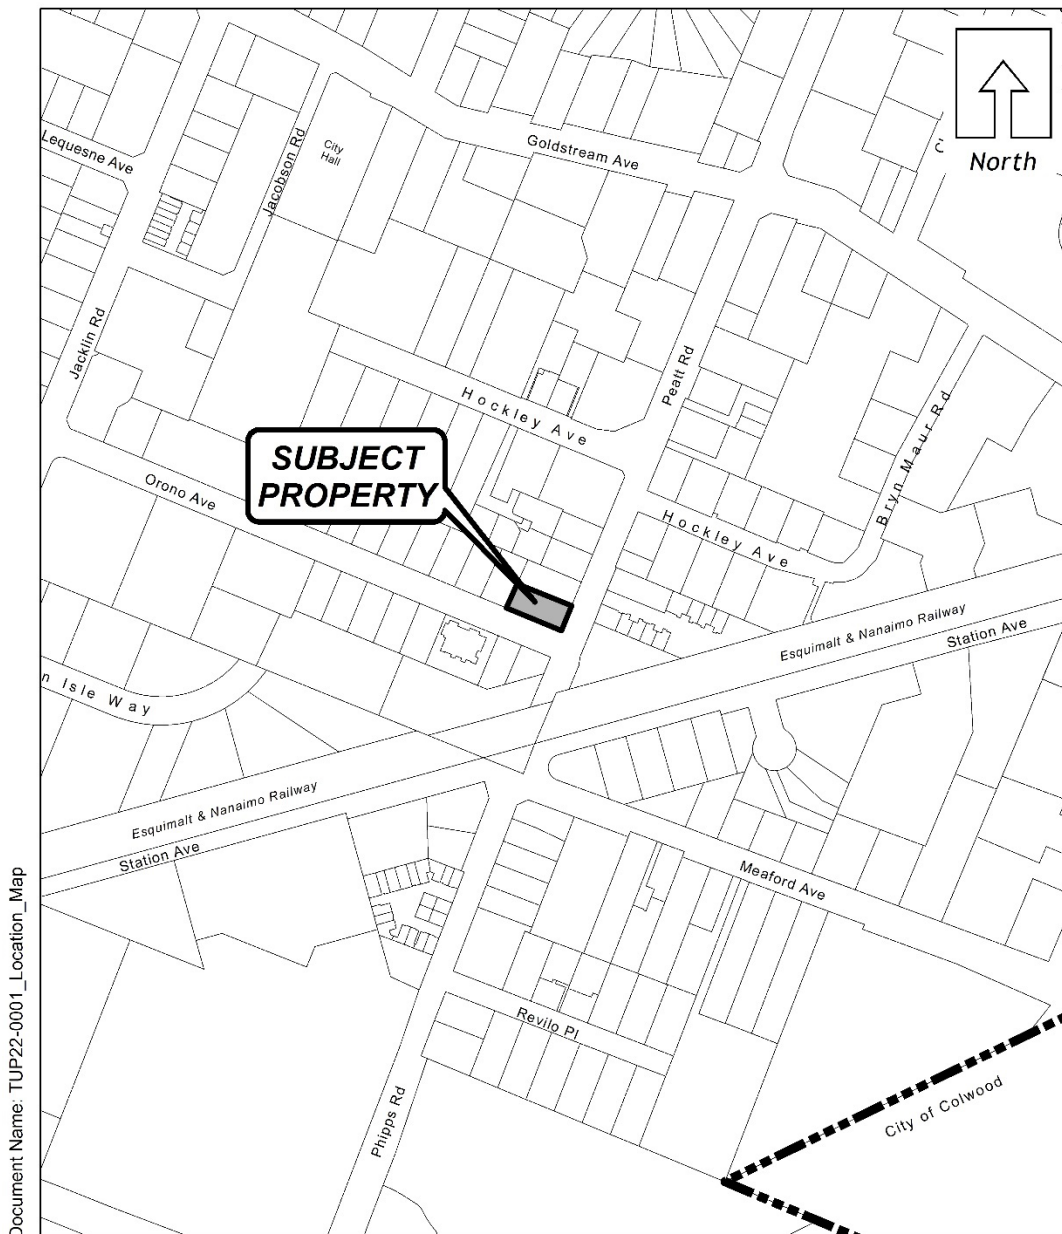 North
Goldstream Ave
Lequesne Ave
City
Hall
Jacobson Rd
Jacklin Rd
Peatt Rd
Hockley Ave
Bryn Maur Rd
SUBJECT
PROPERTY
Orono Ave
Hockley Ave
Esquimalt & Nanaimo Railway
Station Ave
n Isle Way
Esquimalt & Nanaimo Railway
Station Ave
Meaford Ave
Revilo Pl
Phipps Rd
City of Colwood
Document Name: TUP22-0001_Location_Map